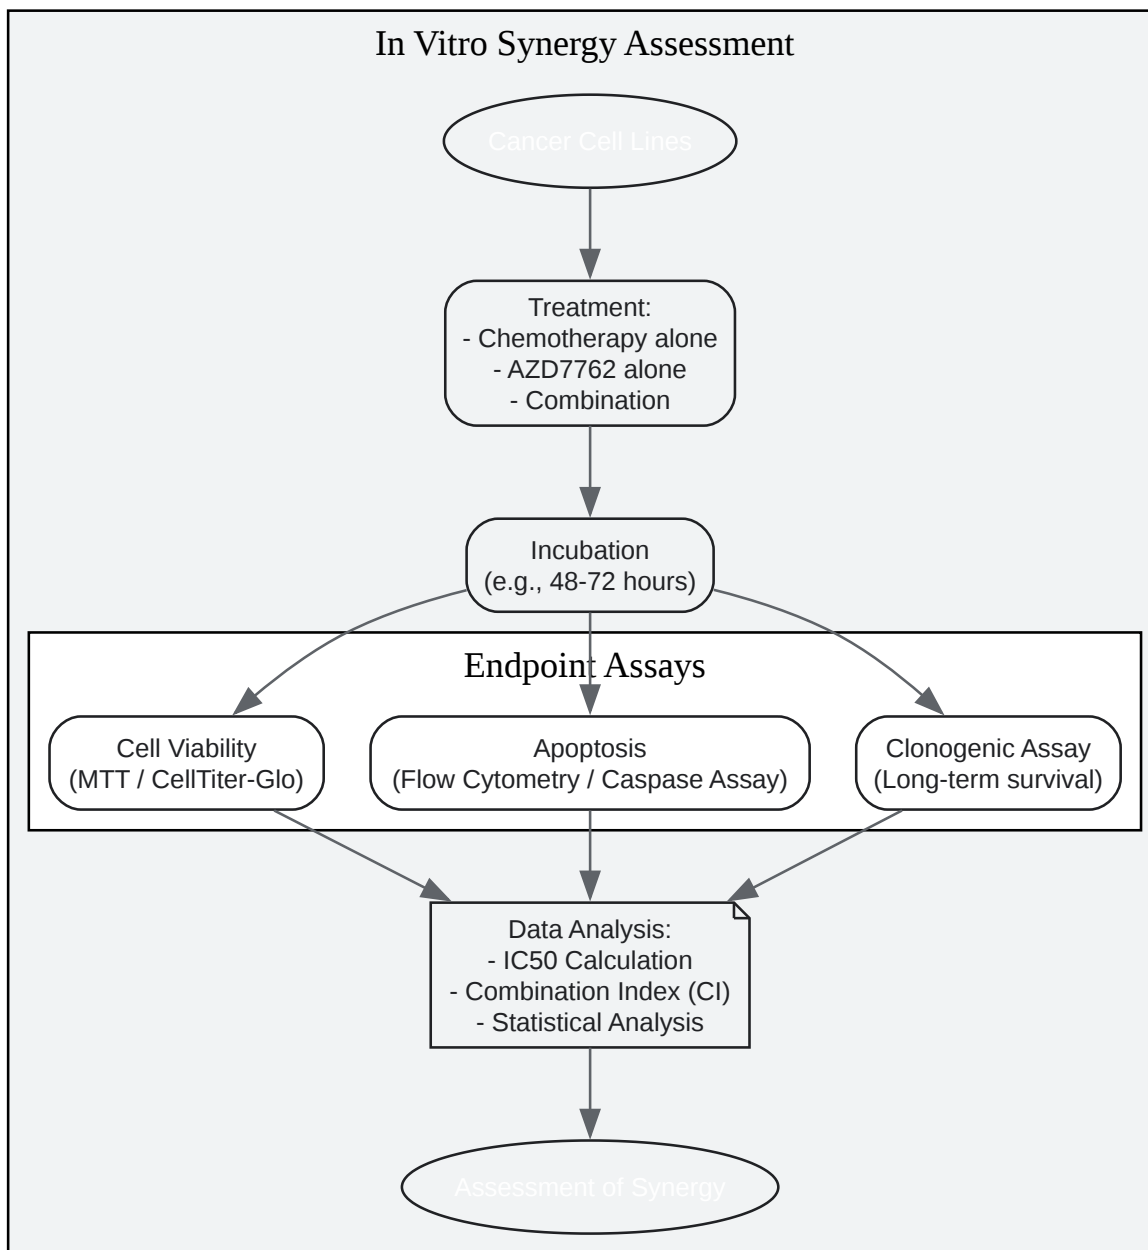 In Vitro Synergy Assessment
Cancer Cell Lines
Treatment:
- Chemotherapy alone
- AZD7762 alone
- Combination
Incubation
(e.g., 48-72 hours)
Endpoint Assays
Cell Viability
(MTT / CellTiter-Glo)
Apoptosis
(Flow Cytometry / Caspase Assay)
Clonogenic Assay
(Long-term survival)
Data Analysis:
- IC50 Calculation
- Combination Index (CI)
- Statistical Analysis
Assessment of Synergy